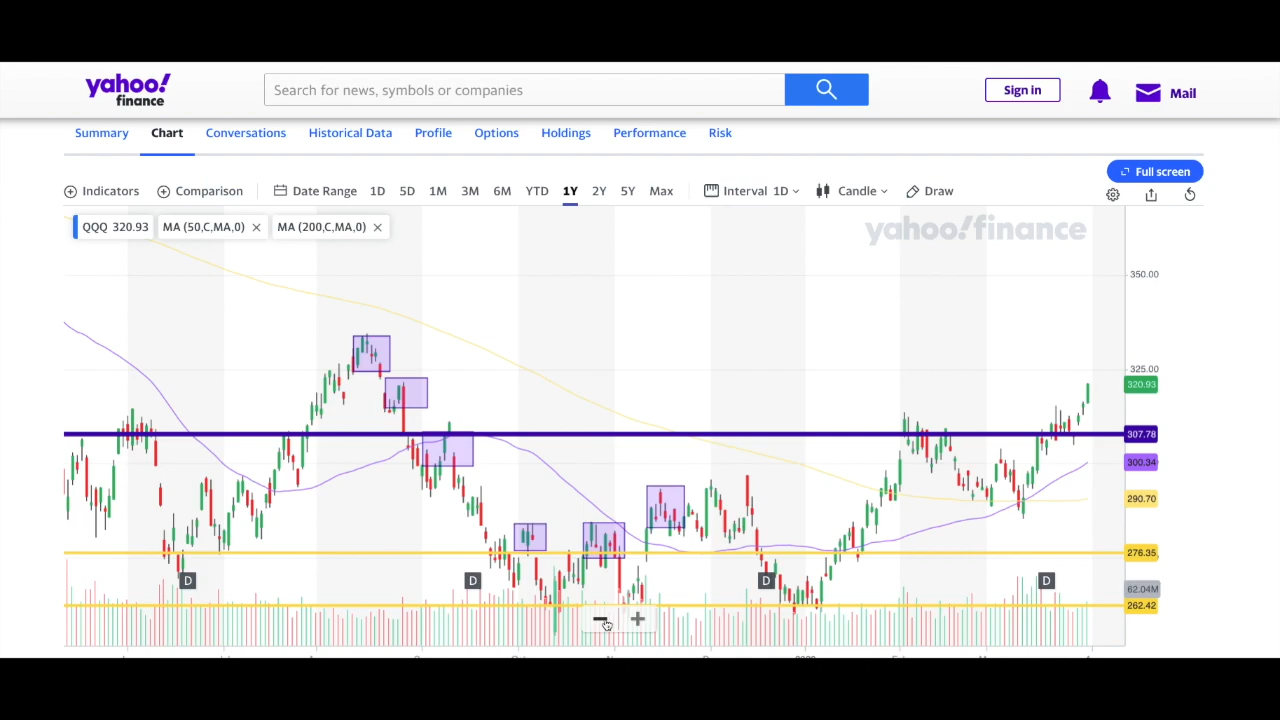 yahoo!
finance
Search for news, symbols or companies
Sign in
Mail
Summary
Chart
Conversations
Historical Data
Profile
Options
Holdings
Performance
Risk
Full screen
Indicators
Comparison
Date Range
1D
5D
1M
3M
6M
YTD
1Y
2Y
5Y
Max
Interval 1D
Candle
Draw
QQQ 320.93
MA (50,C,MA,0)
MA (200,C,MA,0)
yahoo!finance
350.00
325.00
320.93
307.78
300.34
290.70
276.35
62.04M
262.42
D
D
D
D